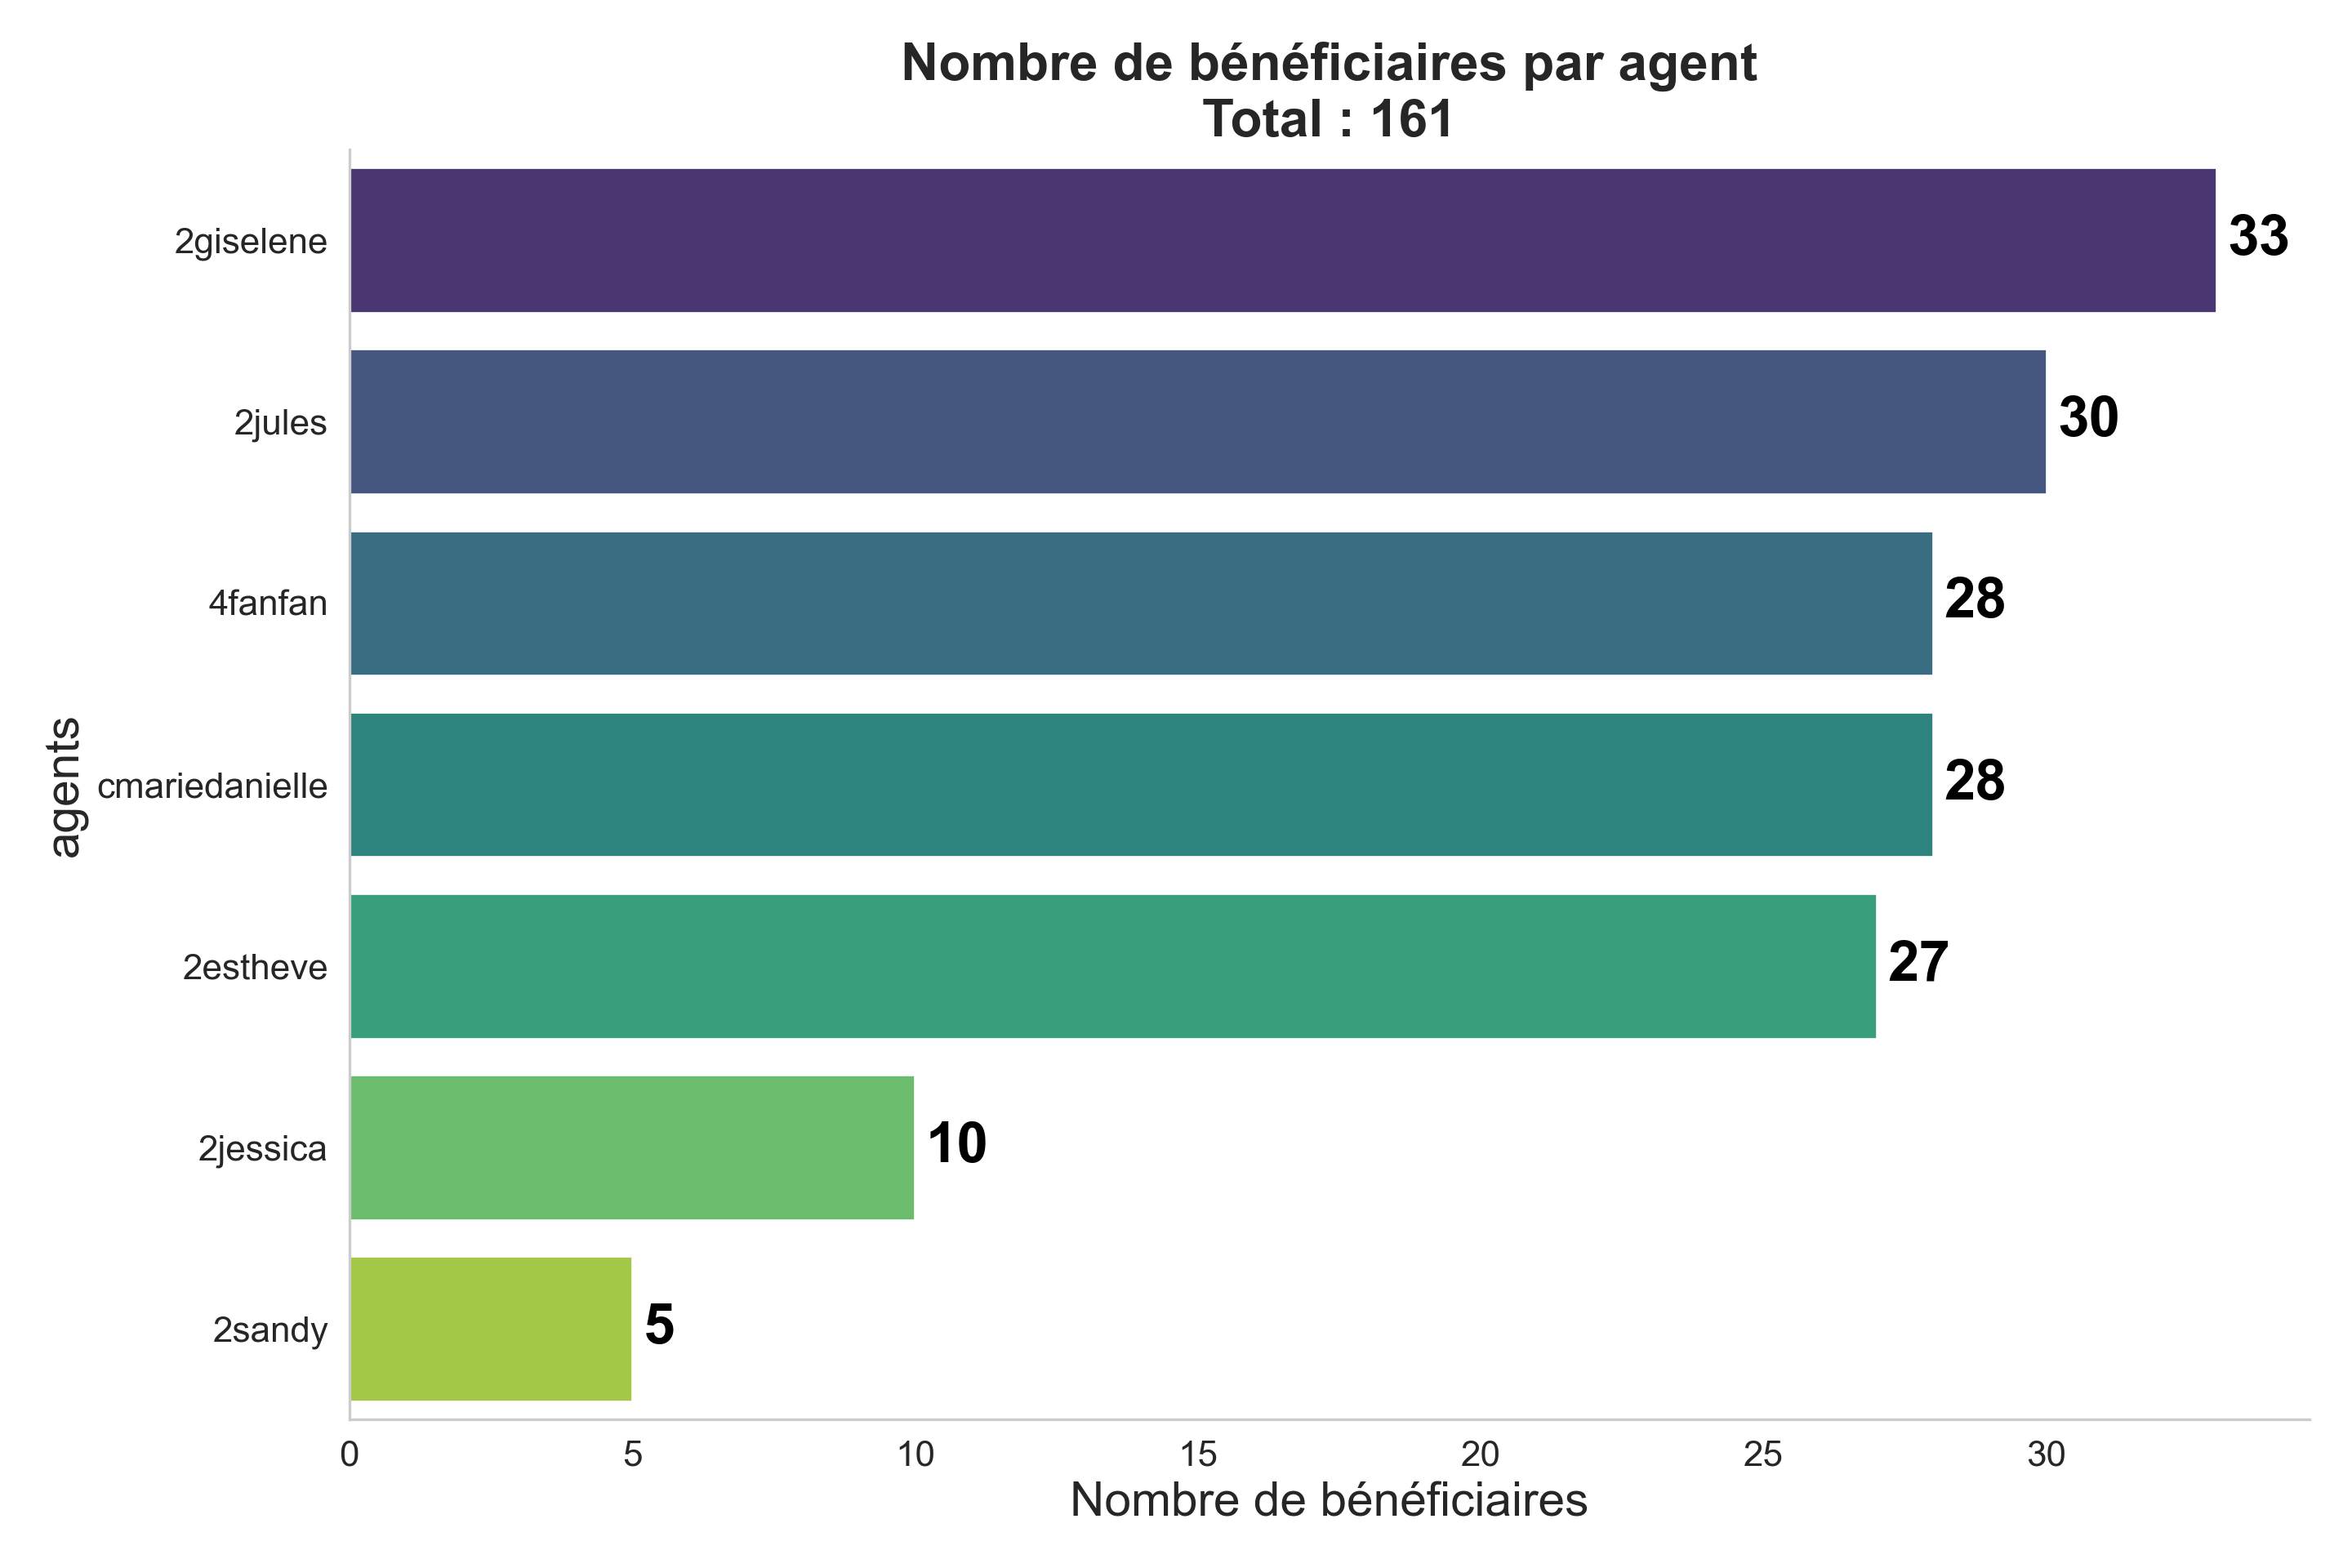 Nombre de bénéficiaires par agent
Total : 161
2giselene
33
2jules
30
4fanfan
28
cmariedanielle
28
2estheve
27
2jessica
10
2sandy
5
agents
0 5 10 15 20 25 30
Nombre de bénéficiaires